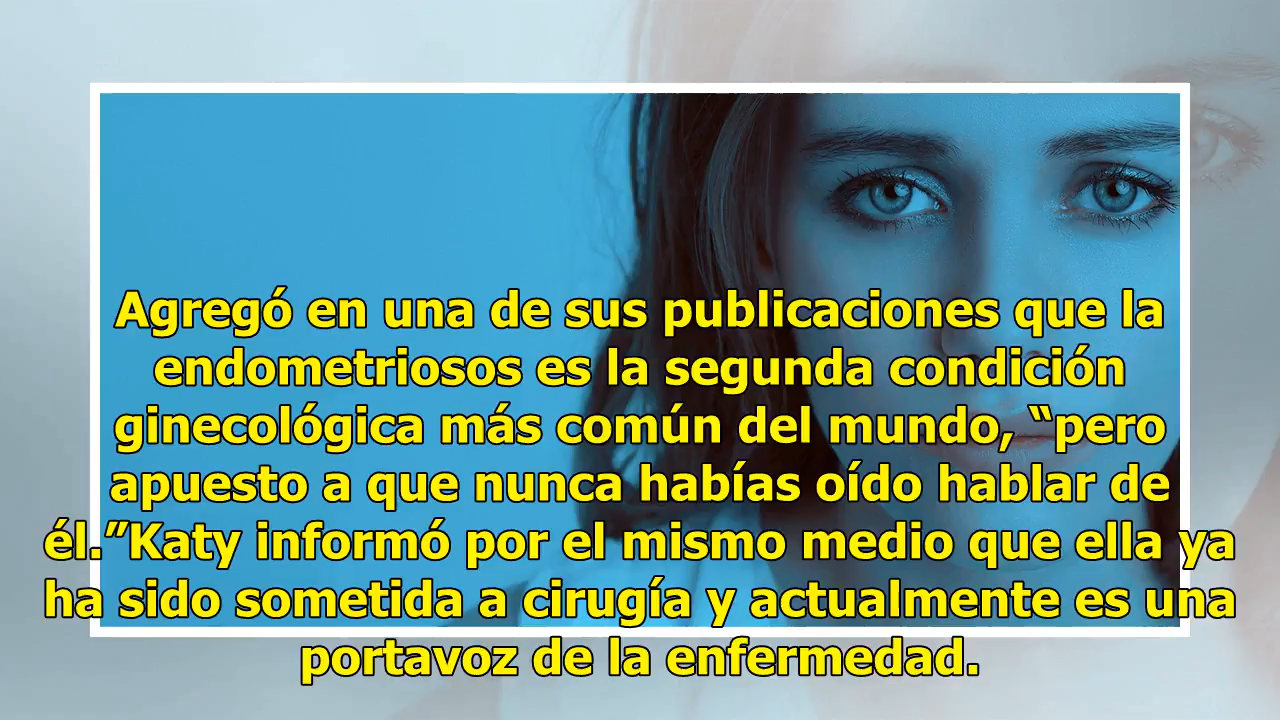 Agregó en una de sus publicaciones que la
endometriosos es la segunda condición
ginecológica más común del mundo, “pero
apuesto a que nunca habías oído hablar de
él.”Katy informó por el mismo medio que ella ya
ha sido sometida a cirugía y actualmente es una
portavoz de la enfermedad.